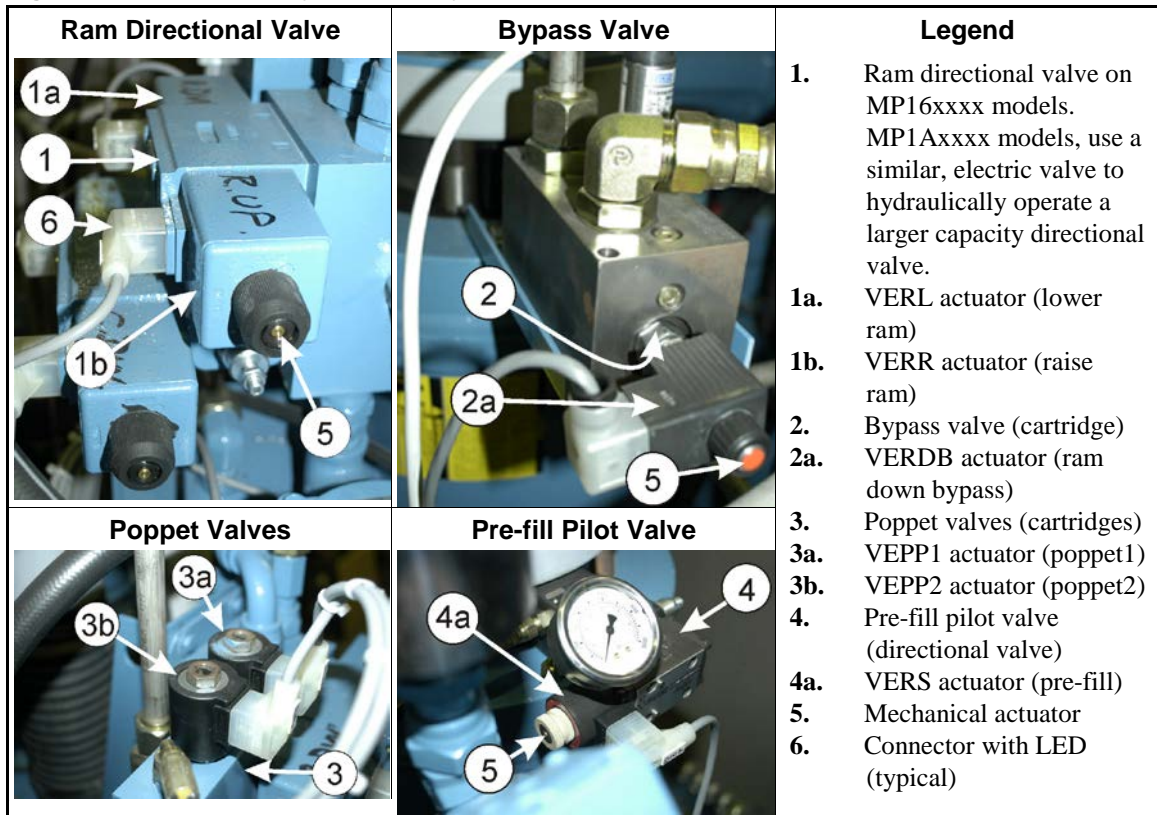 Ram Directional Valve
1a
1
6
1b
5
R.UP.
Bypass Valve
2
2a
5
Poppet Valves
3a
3b
3
Pre-fill Pilot Valve
4
4a
5
Legend
1. Ram directional valve on
MP16xxxx models.
MP1Axxxx models, use a
similar, electric valve to
hydraulically operate a
larger capacity directional
valve.
1a. VERL actuator (lower
ram)
1b. VERR actuator (raise
ram)
2. Bypass valve (cartridge)
2a. VERDB actuator (ram
down bypass)
3. Poppet valves (cartridges)
3a. VEPP1 actuator (poppet1)
3b. VEPP2 actuator (poppet2)
4. Pre-fill pilot valve
(directional valve)
4a. VERS actuator (pre-fill)
5. Mechanical actuator
6. Connector with LED
(typical)